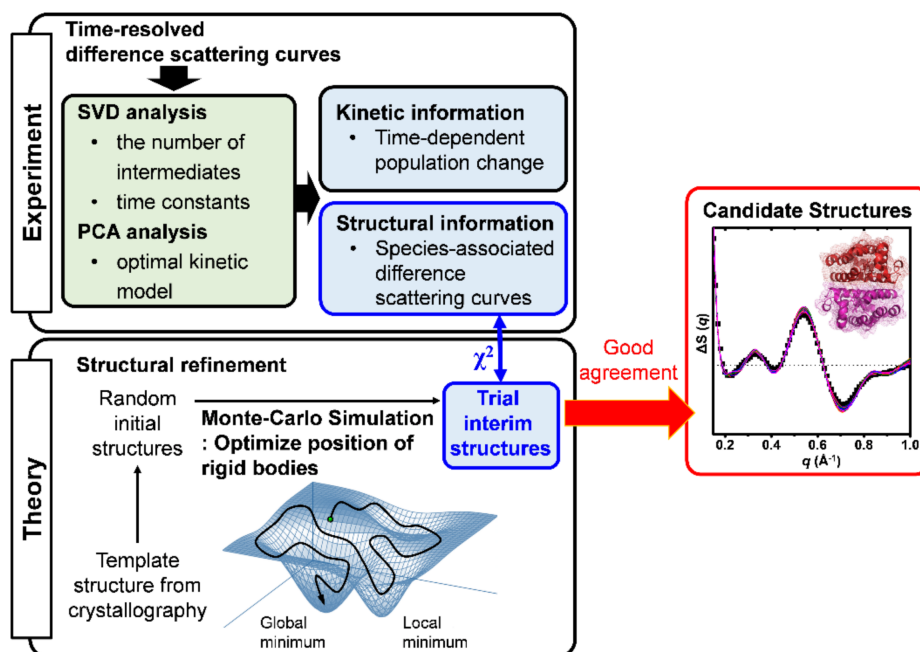 Experiment
Time-resolved
difference scattering curves
SVD analysis
• the number of
intermediates
• time constants
PCA analysis
• optimal kinetic
model
Kinetic information
• Time-dependent
population change
Structural information
• Species-associated
difference
scattering curves
χ²
Theory
Structural refinement
Random
initial
structures
Monte-Carlo Simulation
: Optimize position of
rigid bodies
Trial
interim
structures
Template
structure from
crystallography
Global
minimum
Local
minimum
Good
agreement
Candidate Structures
ΔS (q)
0.2 0.4 0.6 0.8 1.0
q (Å⁻¹)